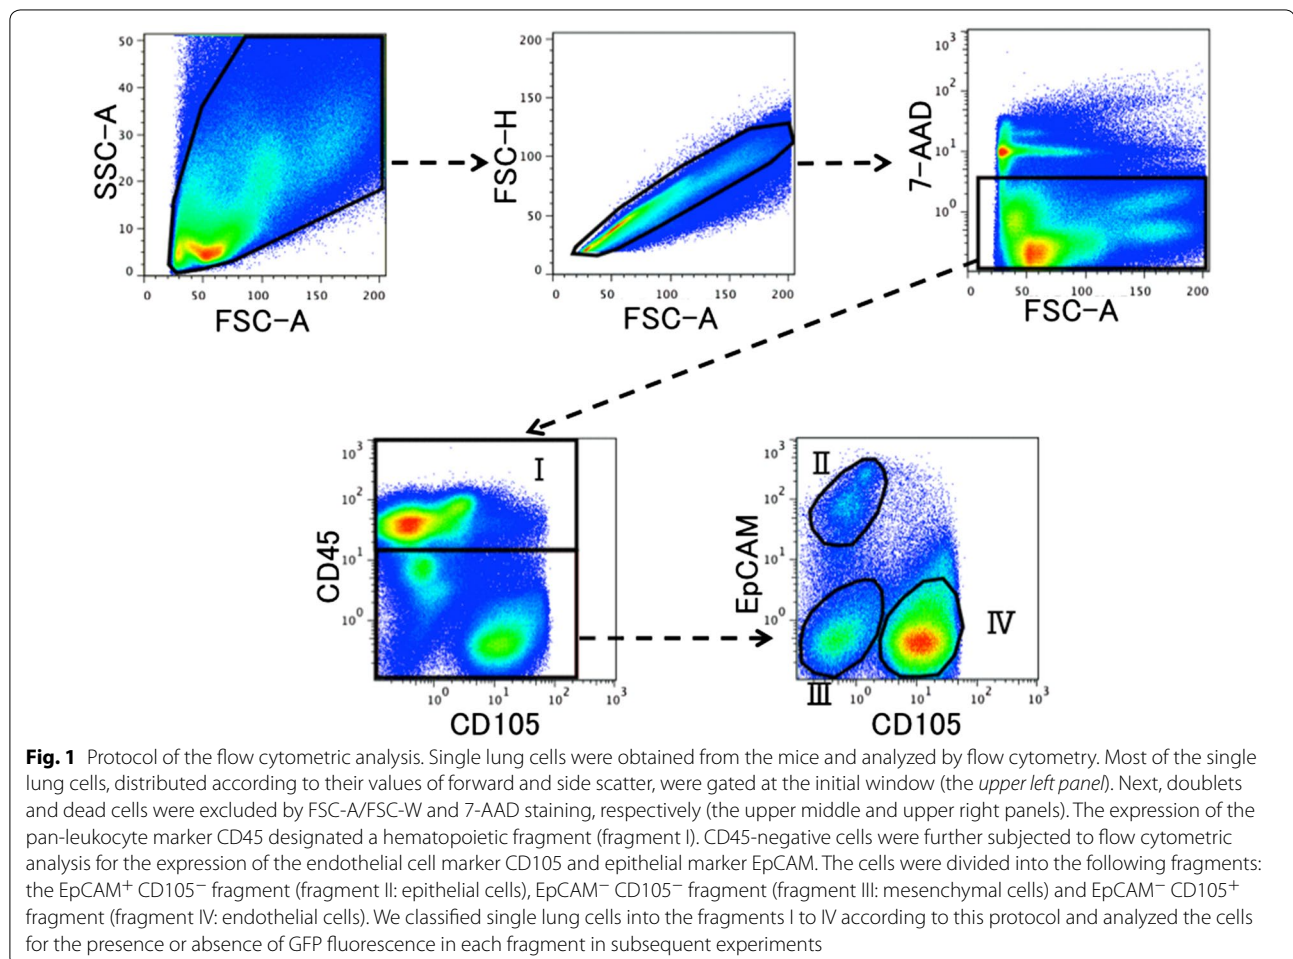 SSC-A
50
40
30
20
10
0
0 50 100 150 200
FSC-A
FSC-H
200
150
100
50
0
0 50 100 150 200
FSC-A
7-AAD
10³
10²
10¹
10⁰
0 50 100 150 200
FSC-A
CD45
10³
10²
10¹
10⁰
I
10⁰ 10¹ 10² 10³
CD105
EpCAM
10³
10²
10¹
10⁰
II
III
IV
10⁰ 10¹ 10² 10³
CD105
Fig. 1 Protocol of the flow cytometric analysis. Single lung cells were obtained from the mice and analyzed by flow cytometry. Most of the single
lung cells, distributed according to their values of forward and side scatter, were gated at the initial window (the upper left panel). Next, doublets
and dead cells were excluded by FSC-A/FSC-W and 7-AAD staining, respectively (the upper middle and upper right panels). The expression of the
pan-leukocyte marker CD45 designated a hematopoietic fragment (fragment I). CD45-negative cells were further subjected to flow cytometric
analysis for the expression of the endothelial cell marker CD105 and epithelial marker EpCAM. The cells were divided into the following fragments:
the EpCAM⁺ CD105⁻ fragment (fragment II: epithelial cells), EpCAM⁻ CD105⁻ fragment (fragment III: mesenchymal cells) and EpCAM⁻ CD105⁺
fragment (fragment IV: endothelial cells). We classified single lung cells into the fragments I to IV according to this protocol and analyzed the cells
for the presence or absence of GFP fluorescence in each fragment in subsequent experiments